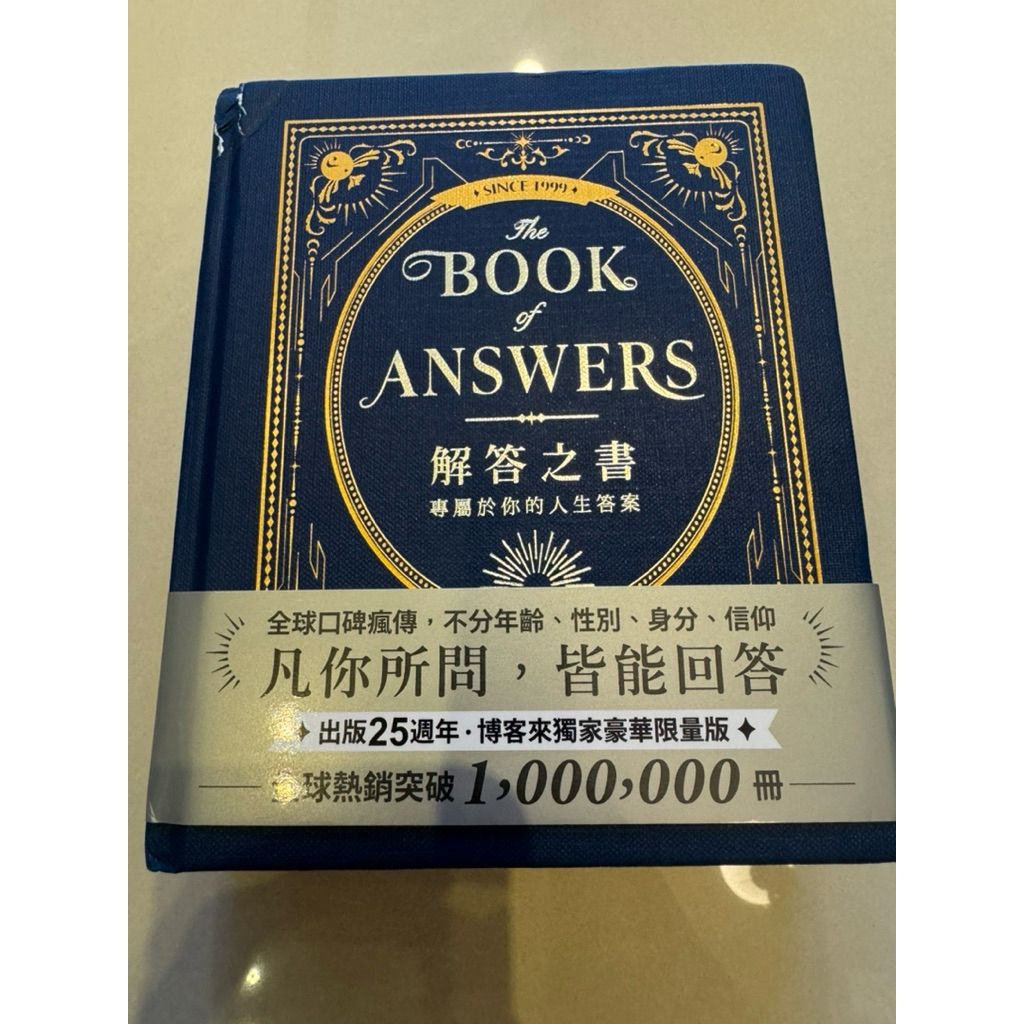 SINCE 1999
The
BOOK
of
ANSWERS
解答之書
專屬於你的人生答案
全球口碑瘋傳，不分年齡、性別、身分、信仰
凡你所問，皆能回答
出版25週年·博客來獨家豪華限量版
球熱銷突破1,000,000冊